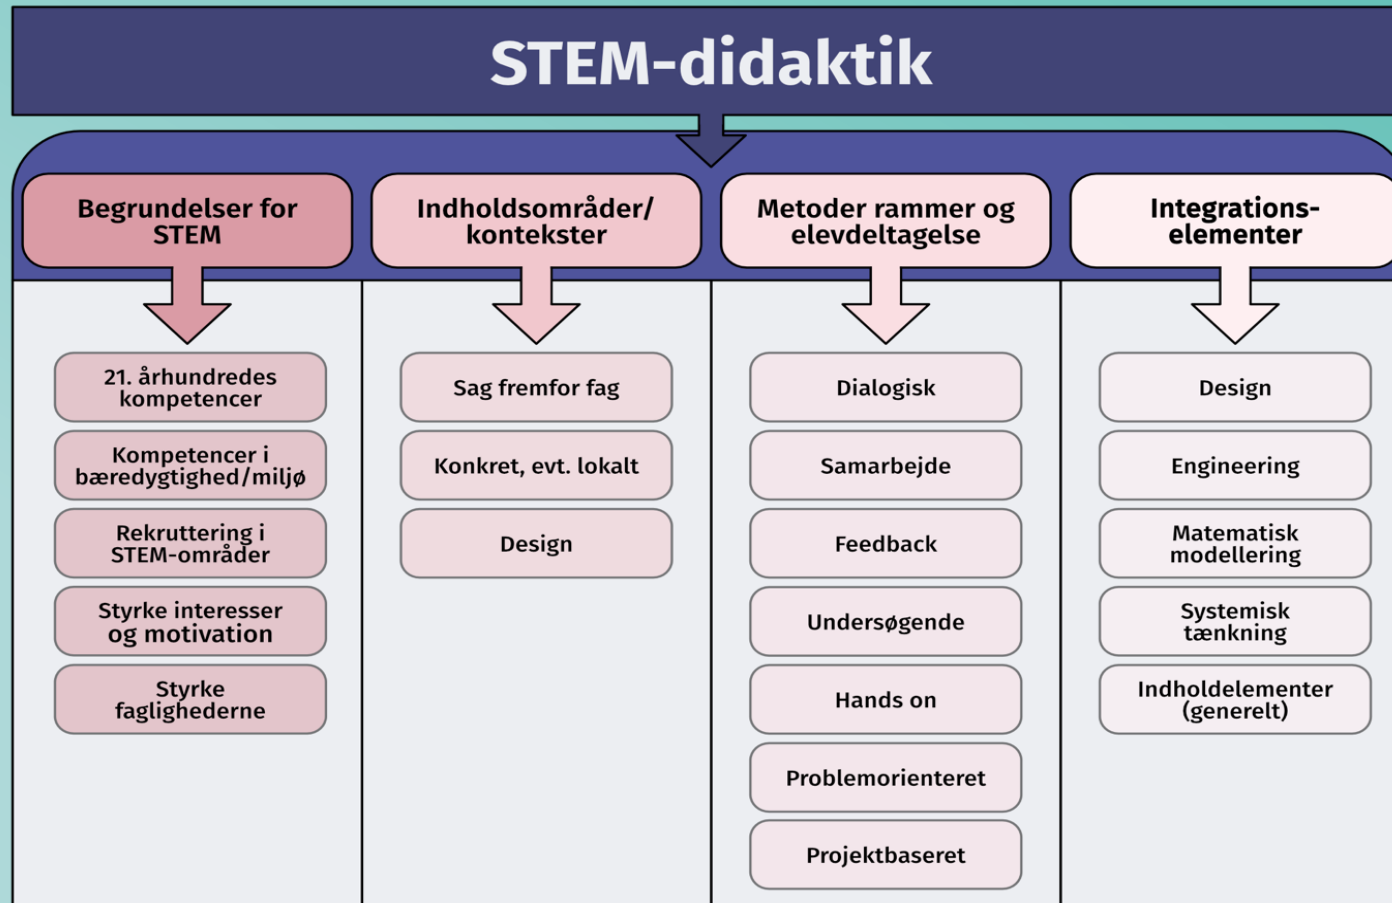 STEM-didaktik
Begrundelser for
STEM
21. århundredes
kompetencer
Kompetencer i
bæredygtighed/miljø
Rekruttering i
STEM-områder
Styrke interesser
og motivation
Styrke
faglighederne
Indholdsområder/
kontekster
Sag fremfor fag
Konkret, evt. lokalt
Design
Metoder rammer og
elevdeltagelse
Dialogisk
Samarbejde
Feedback
Undersøgende
Hands on
Problemorienteret
Projektbaseret
Integrations-
elementer
Design
Engineering
Matematisk
modellering
Systemisk
tænkning
Indholdelementer
(generelt)